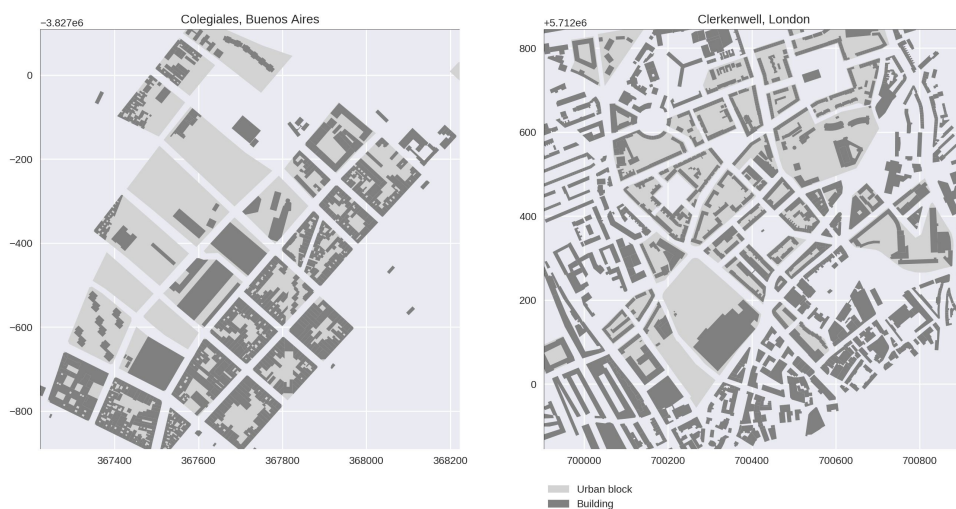 Colegiales, Buenos Aires
−3.827e6
0
−200
−400
−600
−800
367400 367600 367800 368000 368200
Clerkenwell, London
+5.712e6
800
600
400
200
0
700000 700200 700400 700600 700800
Urban block
Building